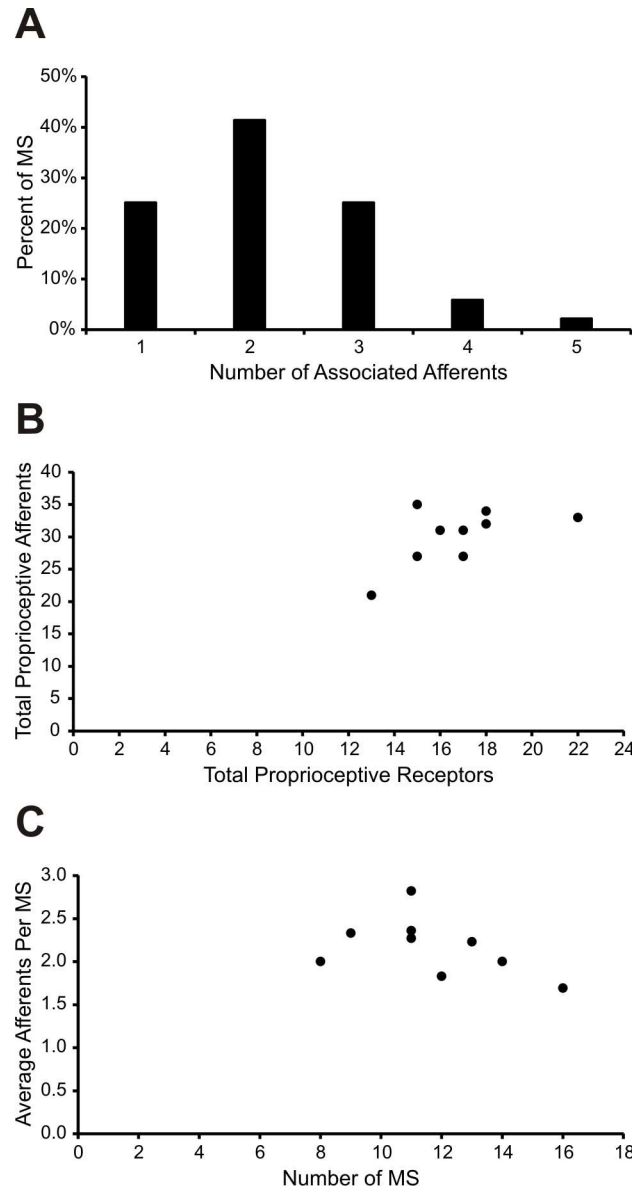 A
Percent of MS
50%
40%
30%
20%
10%
0%
1 2 3 4 5
Number of Associated Afferents
B
Total Proprioceptive Afferents
40
35
30
25
20
15
10
5
0
0 2 4 6 8 10 12 14 16 18 20 22 24
Total Proprioceptive Receptors
C
Average Afferents Per MS
3.0
2.5
2.0
1.5
1.0
0.5
0.0
0 2 4 6 8 10 12 14 16 18
Number of MS